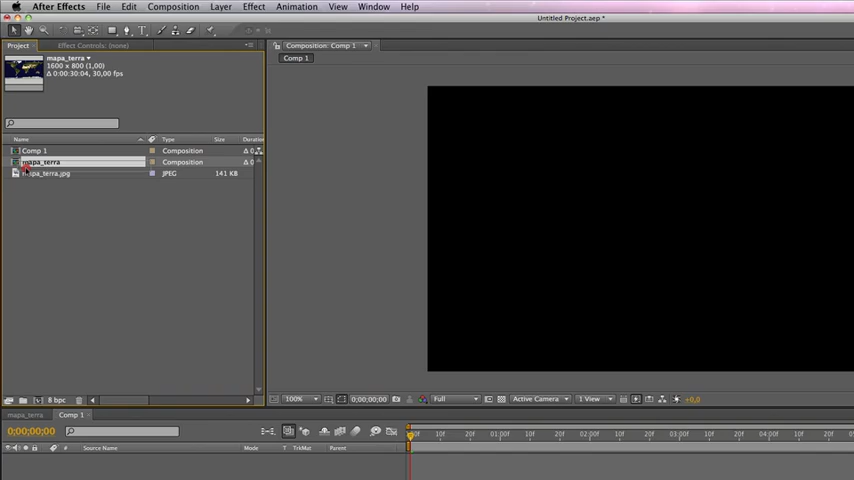 After Effects File Edit Composition Layer Effect Animation View Window Help
Untitled Project.aep *
Project Effect Controls: (none)
Composition: Comp 1
mapa_terra
1600 x 800 (1,00)
Δ 0:00:30:04, 30,00 fps
Comp 1
Name Type Size Duratio
Comp 1 Composition Δ 0
mapa_terra Composition Δ 0
mapa_terra.jpg JPEG 141 KB
8 bpc
100% 0;00;00;00 Full Active Camera 1 View +0,0
mapa_terra Comp 1
0;00;00;00
# Source Name T TrkMat Parent
00f 10f 20f 01:00f 10f 20f 02:00f 10f 20f 03:00f 10f 20f 04:00f 10f 20f